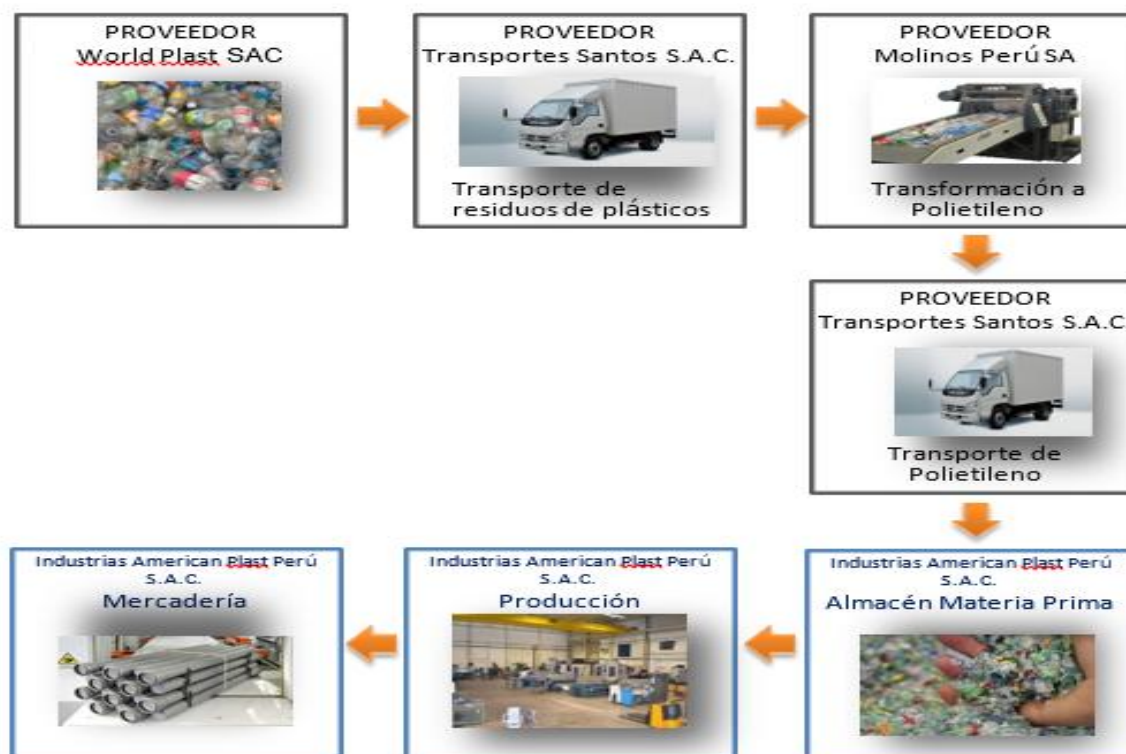 PROVEEDOR
World Plast SAC
PROVEEDOR
Transportes Santos S.A.C.
Transporte de
residuos de plásticos
PROVEEDOR
Molinos Perú SA
Transformación a
Polietileno
PROVEEDOR
Transportes Santos S.A.C
Transporte de
Polietileno
Industrias American Plast Perú
S.A.C.
Almacén Materia Prima
Industrias American Plast Perú
S.A.C.
Producción
Industrias American Plast Perú
S.A.C.
Mercadería